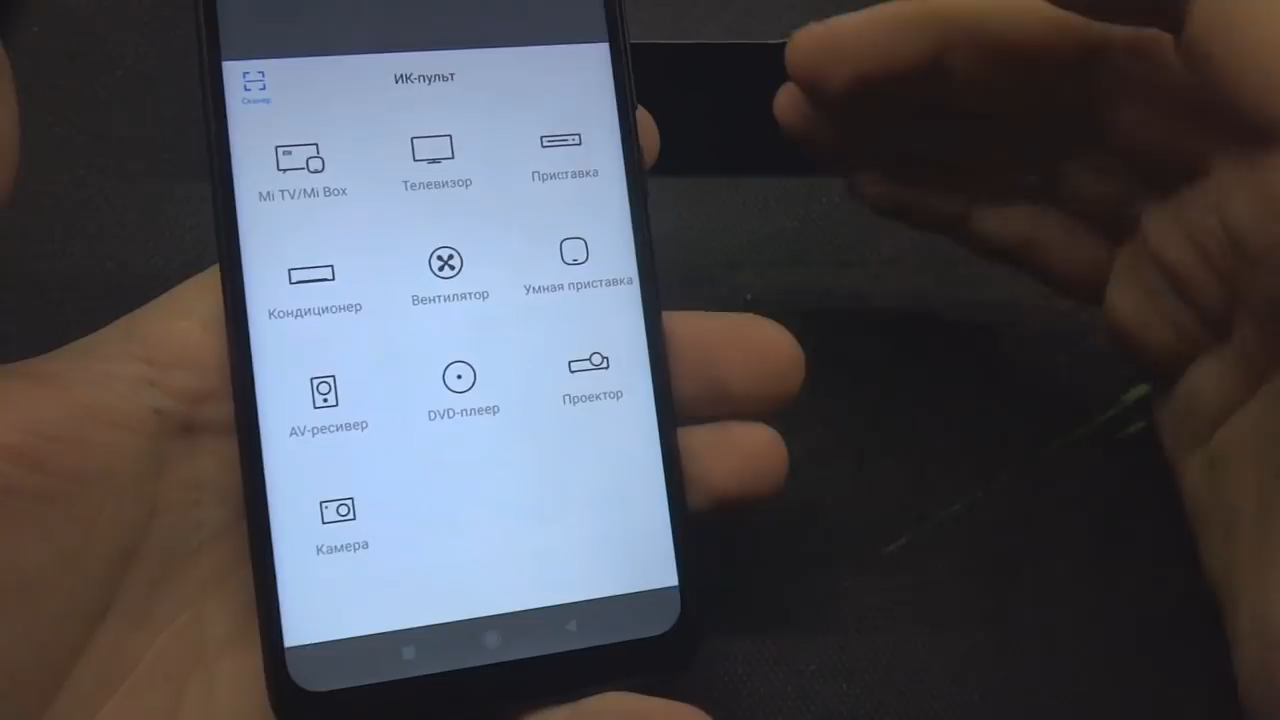 ИК-пульт
Сканер
Mi TV/Mi Box
Телевизор
Приставка
Кондиционер
Вентилятор
Умная приставка
AV-ресивер
DVD-плеер
Проектор
Камера